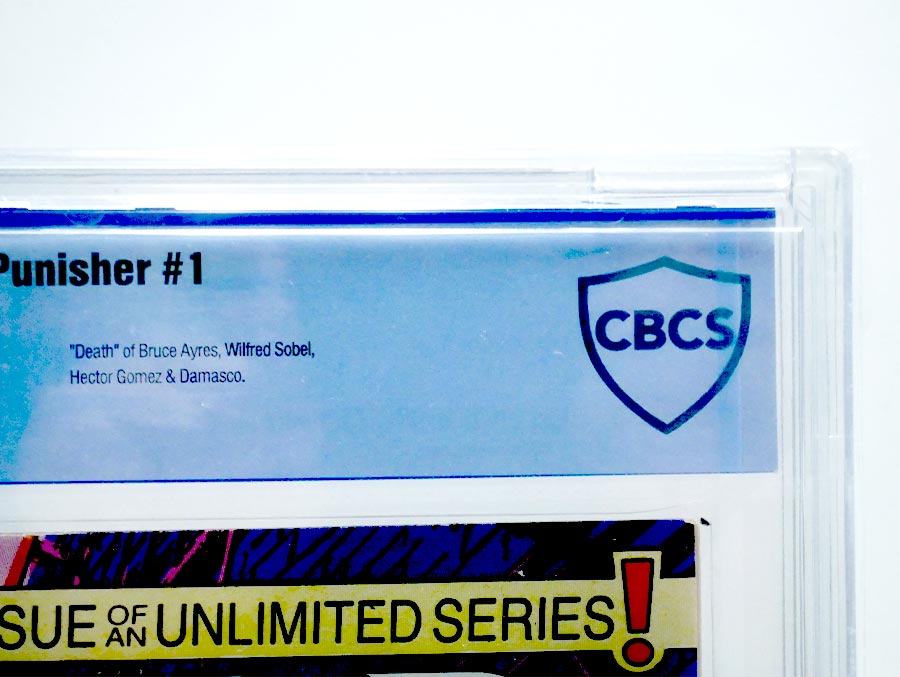 Punisher #1
CBCS
"Death" of Bruce Ayres, Wilfred Sobel,
Hector Gomez & Damasco.
SUE OF AN UNLIMITED SERIES!